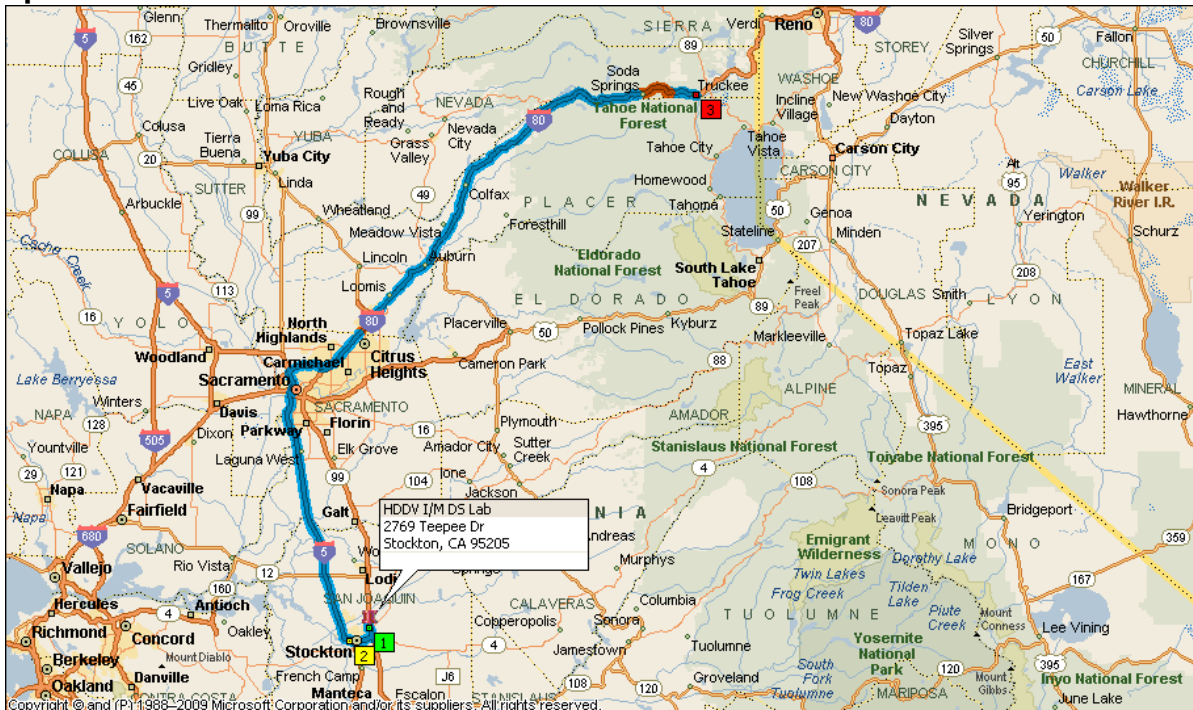 Glenn
Thermalito
Oroville
Brownsville
SIERRA
Verdi
Reno
80
5
162
BUTTE
89
STOREY
Silver
Springs
50
Fallon
CHURCHILL
Gridley
Soda
Springs
Truckee
WASHOE
45
Live Oak
Loma Rica
Rough
and
Ready
NEVADA
80
Tahoe National
Forest
3
Incline
Village
New Washoe City
Carson Lake
Colusa
Tierra
Buena
YUBA
Nevada
City
Grass
Valley
Tahoe
Vista
Dayton
COLUSA
20
Yuba City
Tahoe City
Carson City
Linda
Colfax
Homewood
CARSON CITY
Alt
95
Walker
SUTTER
49
PLACER
Tahoma
NEVADA
Walker
River I.R.
Arbuckle
99
Wheatland
Foresthill
50
Genoa
Yerington
Meadow Vista
Stateline
207
Minden
Schurz
Cache
Creek
Lincoln
Auburn
Eldorado
National Forest
South Lake
Tahoe
208
5
113
Loomis
EL DORADO
Freel
Peak
DOUGLAS
Smith
LYON
16
YOLO
North
Highlands
80
Placerville
89
50
Pollock Pines
Kyburz
Markleeville
Topaz Lake
Woodland
Carmichael
Citrus
Heights
Cameron Park
88
Topaz
East
Walker
Lake Berryessa
Sacramento
ALPINE
MINERAL
Winters
Davis
SACRAMENTO
AMADOR
Hawthorne
NAPA
128
Parkway
Florin
16
Plymouth
395
Yountville
505
Dixon
Elk Grove
Amador City
Sutter
Creek
Stanislaus National Forest
Toiyabe National Forest
29
121
Laguna West
99
104
Ione
4
108
Napa
Vacaville
Jackson
Sonora Peak
Napa
Fairfield
Galt
HDDV I/M DS Lab
2769 Teepee Dr
Stockton, CA 95205
NIA
Leavitt Peak
Bridgeport
680
SOLANO
5
Andreas
Emigrant
Wilderness
MONO
359
Vallejo
Rio Vista
12
Lodi
Springs
Murphys
Dorothy Lake
Twin Lakes
167
160
SAN JOAQUIN
Frog Creek
Tilden
Lake
Hercules
4
Antioch
CALAVERAS
Columbia
TUOLUMNE
Piute
Creek
Mount
Conness
Richmond
Concord
Oakley
Copperopolis
Sonora
Lee Vining
1
Stockton
2
4
Yosemite
National
Park
Berkeley
Mount Diablo
Jamestown
Tuolumne
120
395
Oakland
Danville
French Camp
J6
South
Fork
Tuolumne
Mount
Gibbs
Inyo National Forest
CONTRA COSTA
Manteca
Escalon
STANISLAUS
108
120
Groveland
MARIPOSA
June Lake
Copyright © and (P) 1988–2009 Microsoft Corporation and/or its suppliers. All rights reserved.